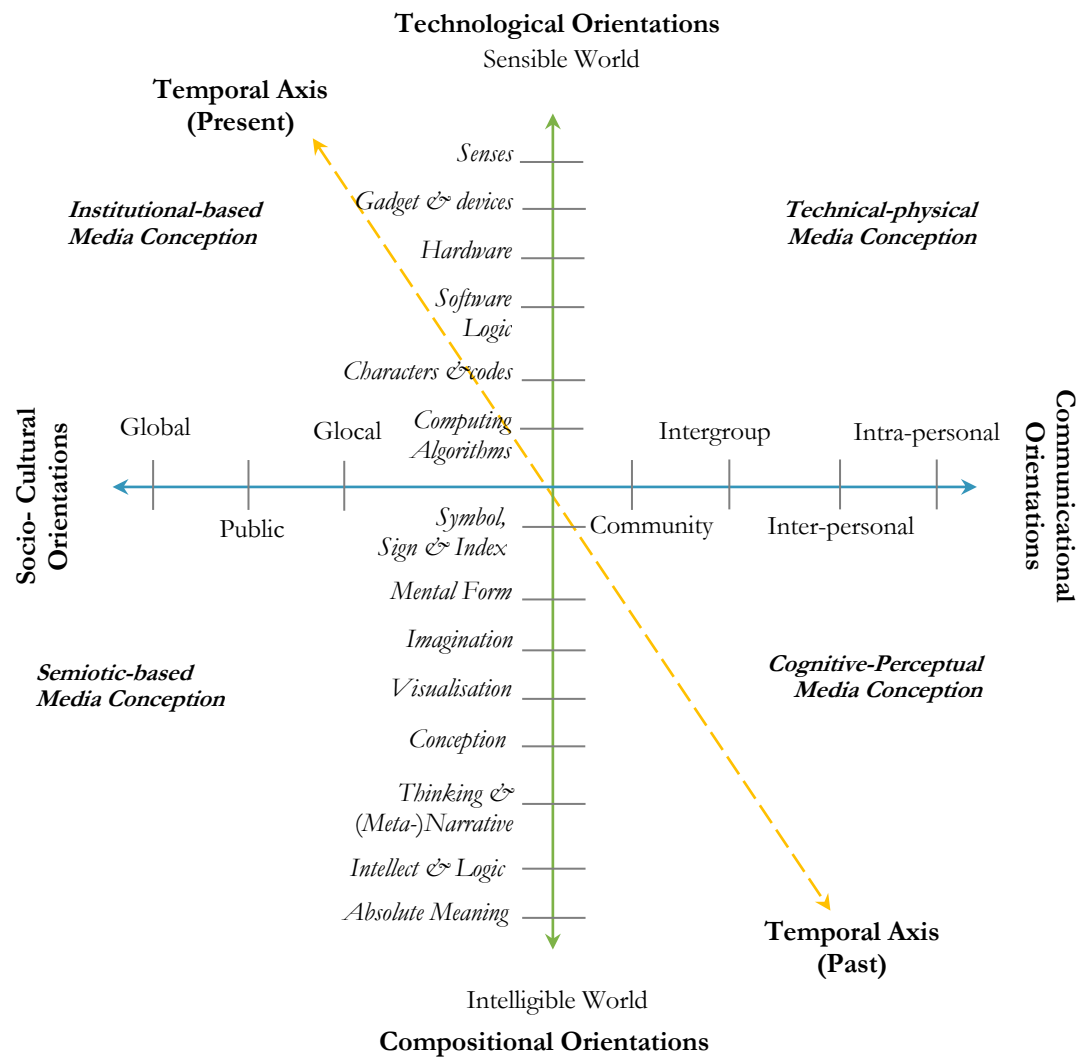 Technological Orientations
Sensible World
Temporal Axis
(Present)
Senses
Gadget & devices
Institutional-based
Media Conception
Technical-physical
Media Conception
Hardware
Software
Logic
Characters &codes
Computing
Algorithms
Global
Glocal
Intergroup
Intra-personal
Socio- Cultural
Orientations
Communicational
Orientations
Public
Symbol,
Sign & Index
Community
Inter-personal
Mental Form
Imagination
Semiotic-based
Media Conception
Cognitive-Perceptual
Media Conception
Visualisation
Conception
Thinking &
(Meta-)Narrative
Intellect & Logic
Absolute Meaning
Temporal Axis
(Past)
Intelligible World
Compositional Orientations